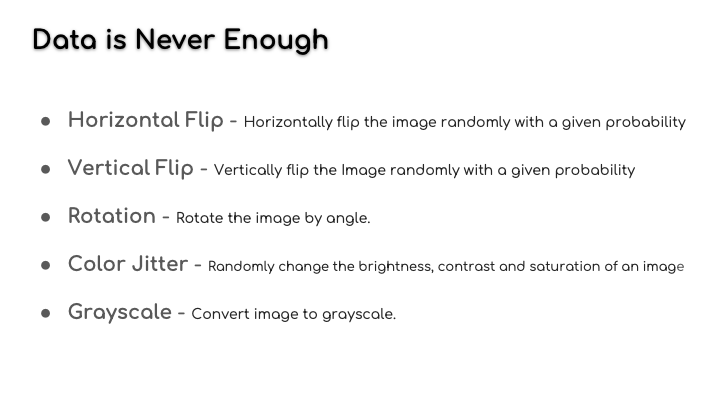 Data is Never Enough
● Horizontal Flip - Horizontally flip the image randomly with a given probability
● Vertical Flip - Vertically flip the Image randomly with a given probability
● Rotation - Rotate the image by angle.
● Color Jitter - Randomly change the brightness, contrast and saturation of an image
● Grayscale - Convert image to grayscale.